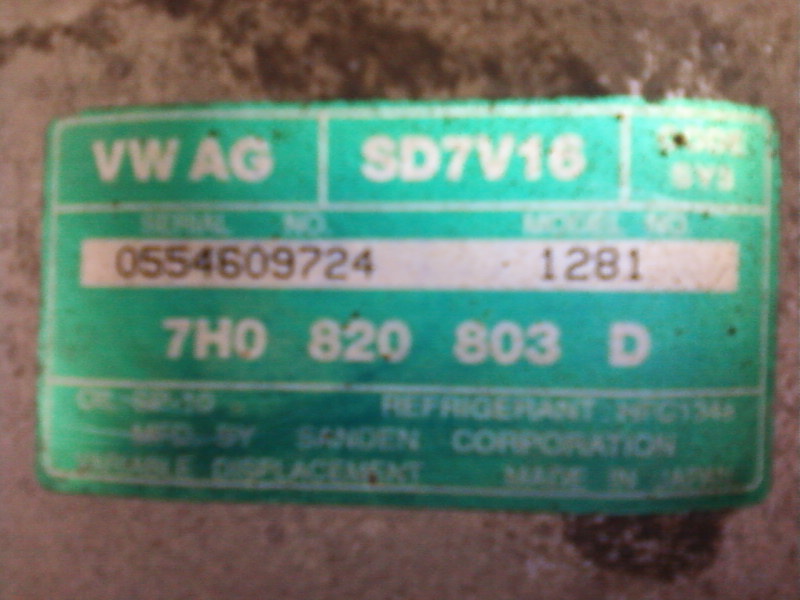 VW AG SD7V16
SERIAL NO. MODEL NO.
0554609724 1281
7H0 820 803 D
REFRIGERANT HFC134a
MFD. BY SANDEN CORPORATION
VARIABLE DISPLACEMENT MADE IN JAPAN